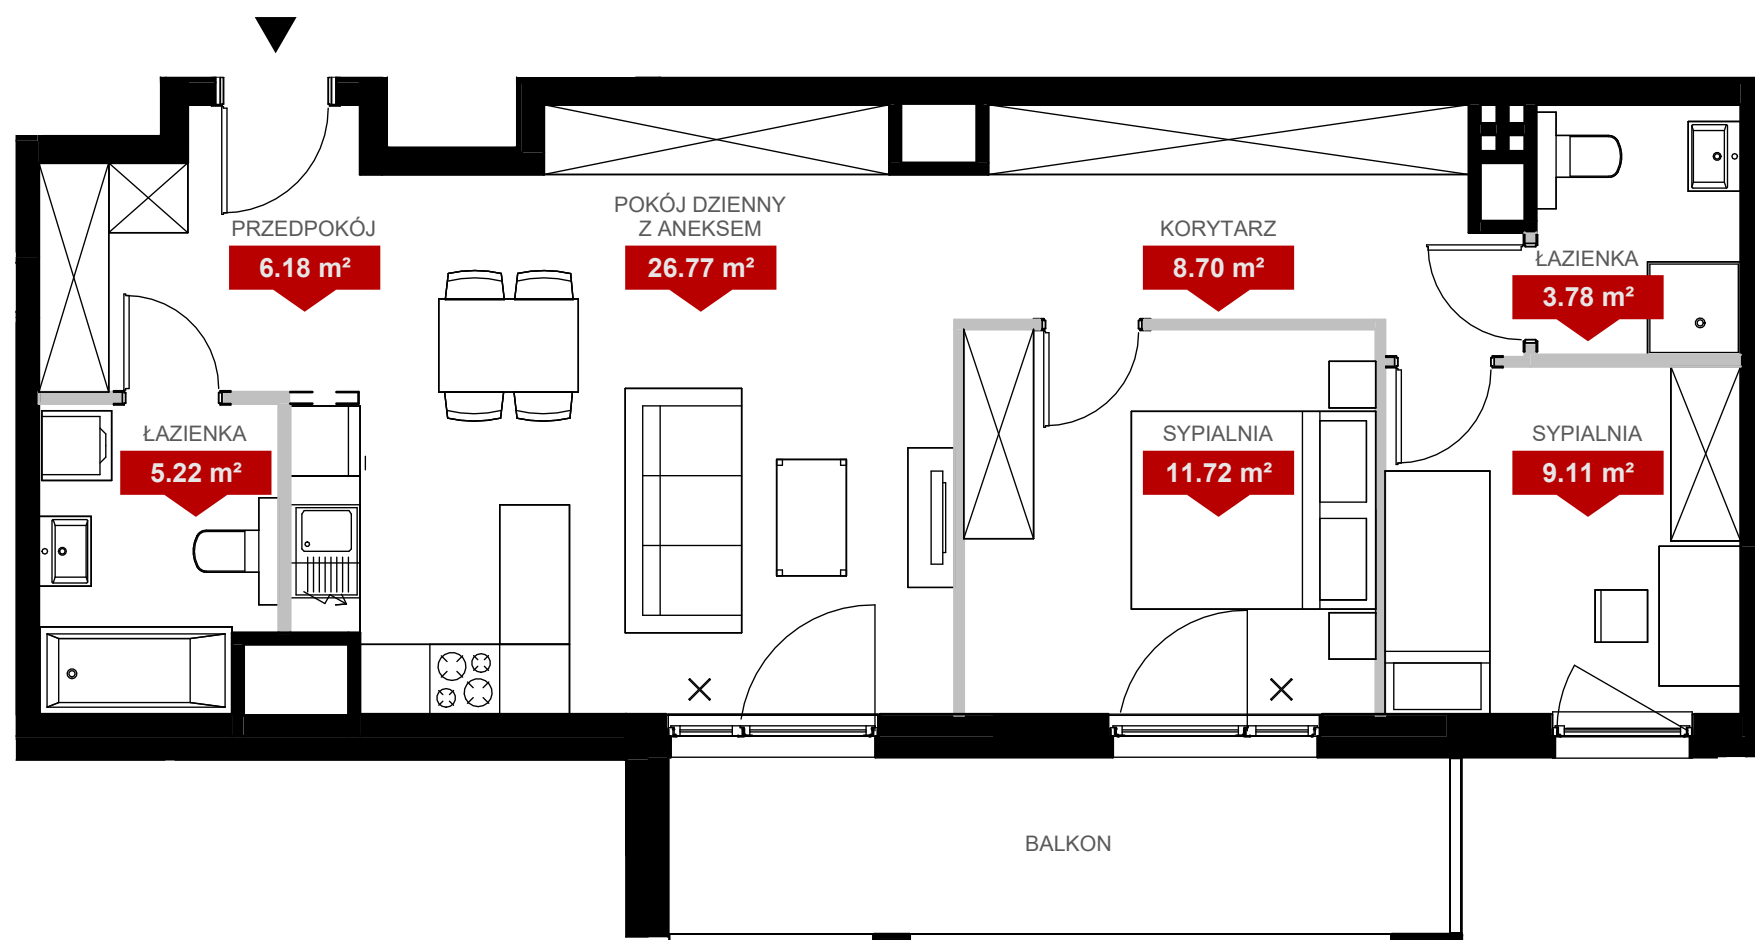 PRZEDPOKÓJ
6.18 m²
POKÓJ DZIENNY
Z ANEKSEM
26.77 m²
KORYTARZ
8.70 m²
ŁAZIENKA
3.78 m²
ŁAZIENKA
5.22 m²
SYPIALNIA
11.72 m²
SYPIALNIA
9.11 m²
BALKON